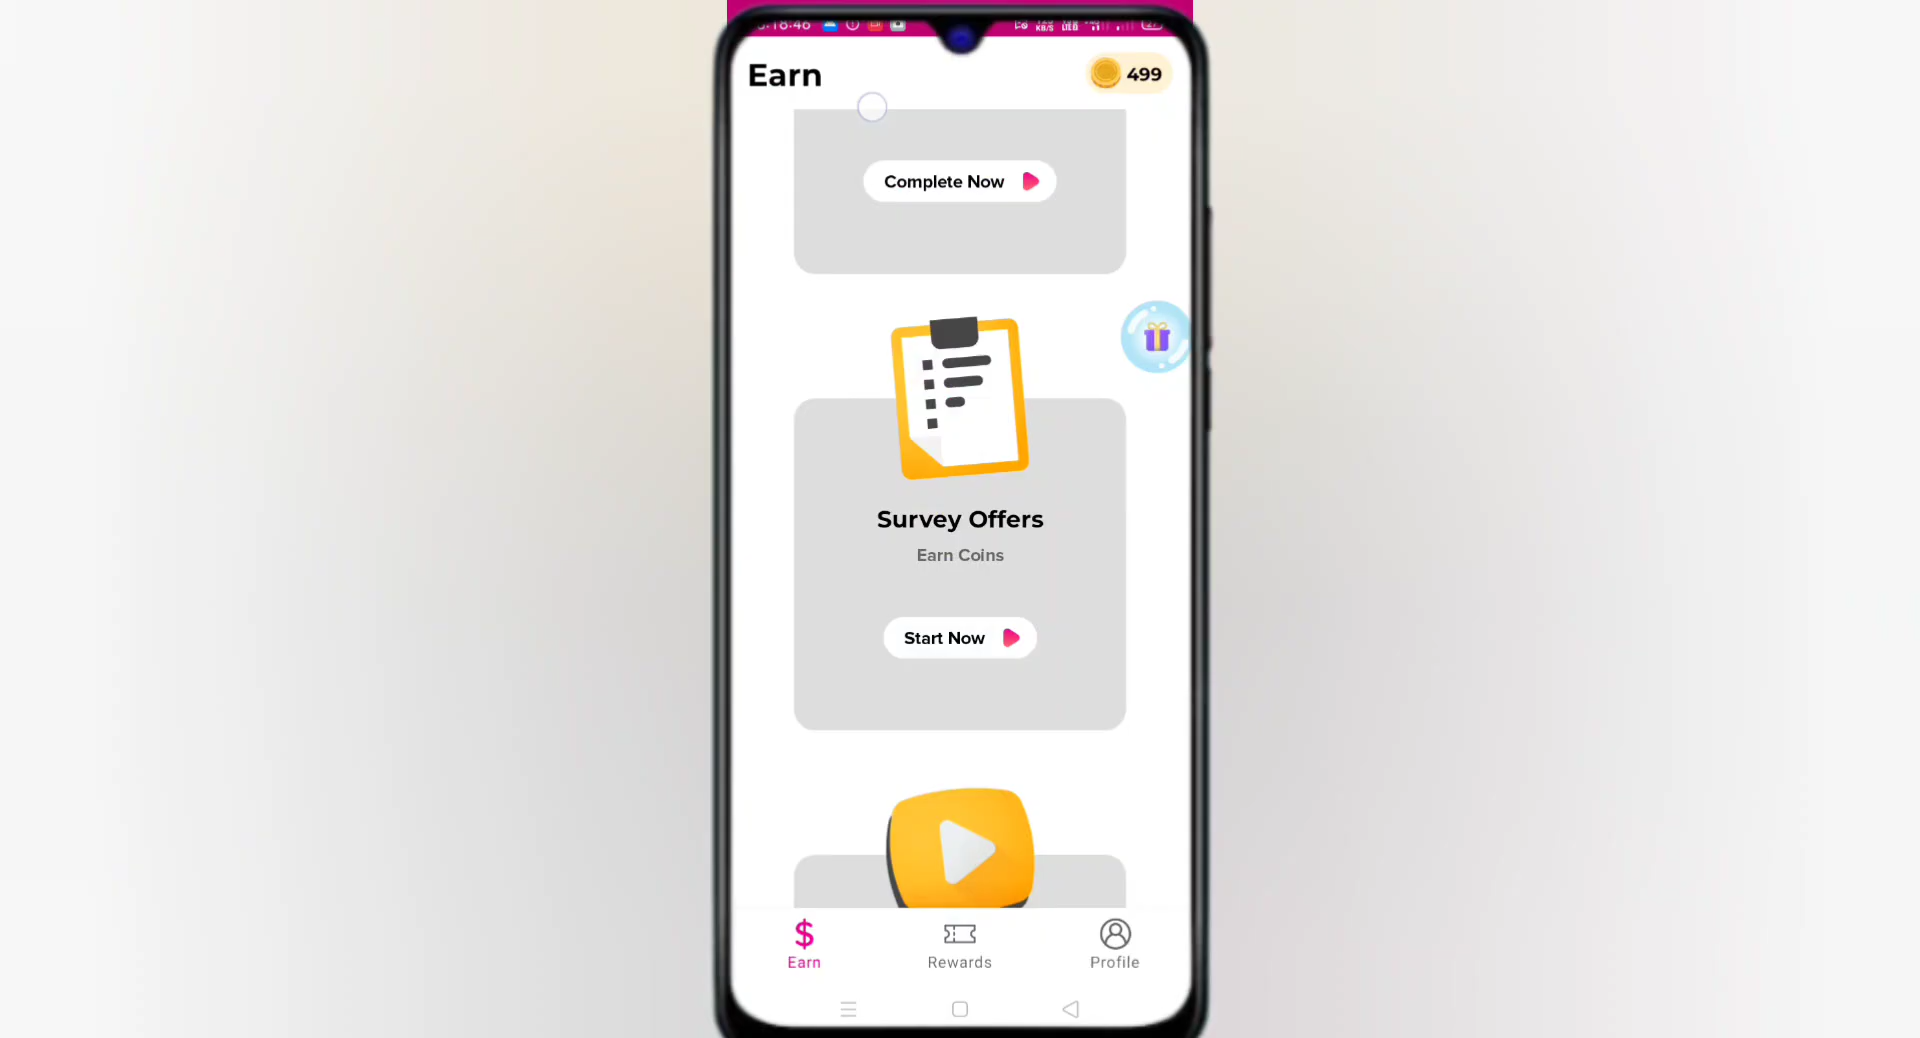 Earn
499
Complete Now
Survey Offers
Earn Coins
Start Now
$
Earn
Rewards
Profile